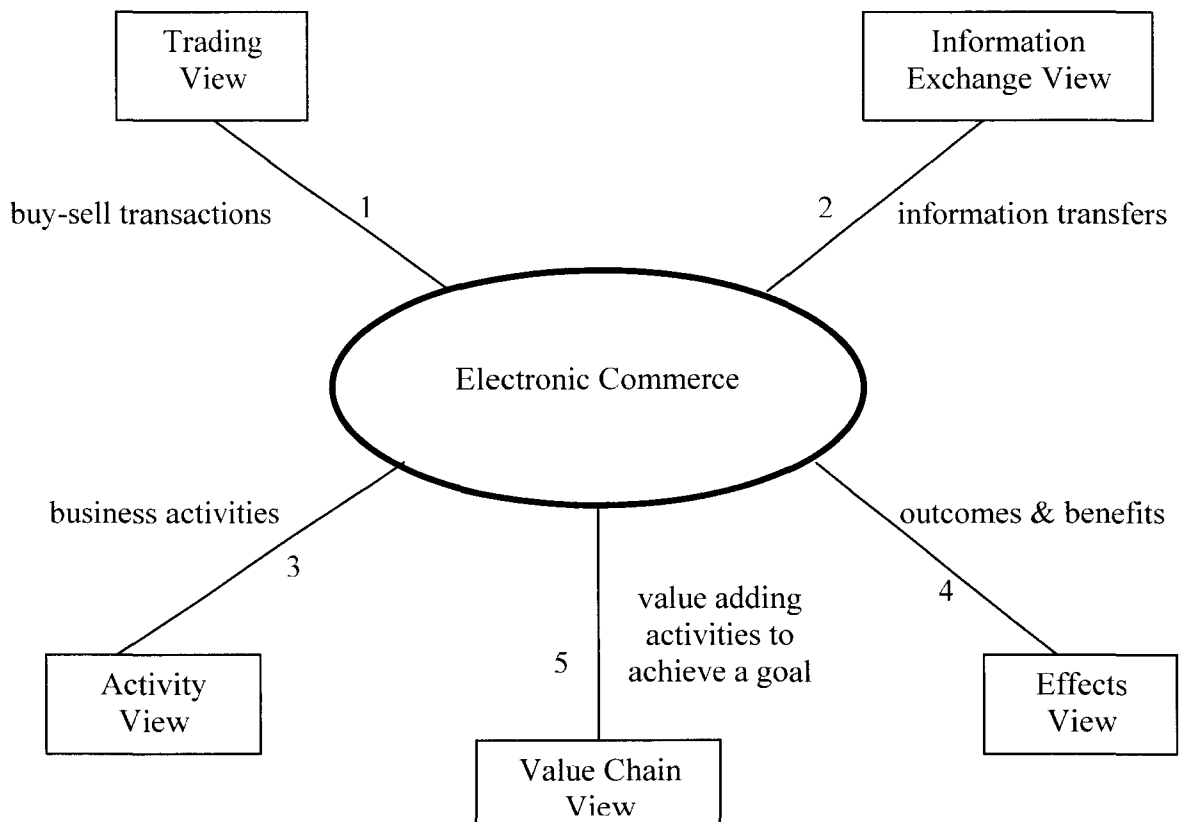 Trading
View
Information
Exchange View
buy-sell transactions
1
2
information transfers
Electronic Commerce
business activities
3
outcomes & benefits
4
value adding
activities to
achieve a goal
5
Activity
View
Effects
View
Value Chain
View